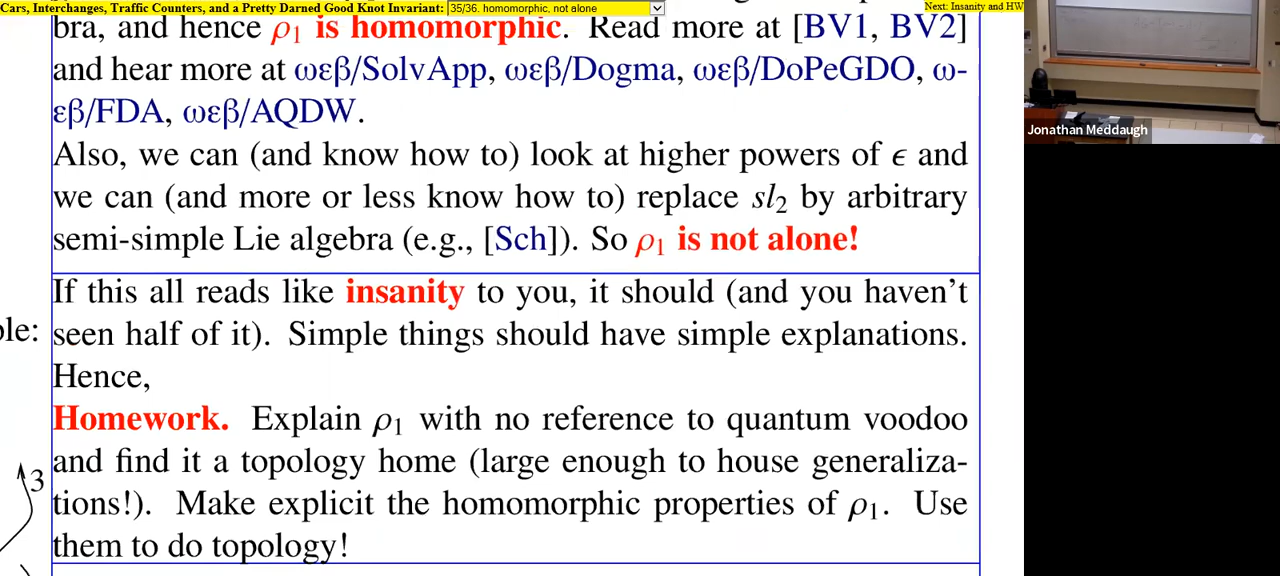 Cars, Interchanges, Traffic Counters, and a Pretty Darned Good Knot Invariant: 35/36. homomorphic, not alone Next: Insanity and HW
bra, and hence ρ₁ is homomorphic. Read more at [BV1, BV2]
and hear more at ωεβ/SolvApp, ωεβ/Dogma, ωεβ/DoPeGDO, ω-
εβ/FDA, ωεβ/AQDW.
Also, we can (and know how to) look at higher powers of ϵ and
we can (and more or less know how to) replace sl₂ by arbitrary
semi-simple Lie algebra (e.g., [Sch]). So ρ₁ is not alone!
If this all reads like insanity to you, it should (and you haven't
ple: seen half of it). Simple things should have simple explanations.
Hence,
Homework. Explain ρ₁ with no reference to quantum voodoo
and find it a topology home (large enough to house generaliza-
3 tions!). Make explicit the homomorphic properties of ρ₁. Use
them to do topology!
Jonathan Meddaugh